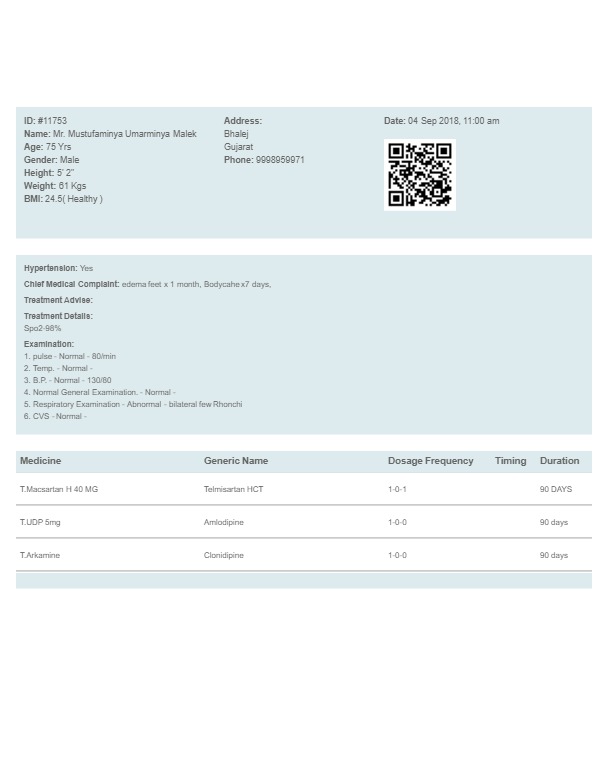 ID: #11753
Name: Mr. Mustufaminya Umarminya Malek
Age: 75 Yrs
Gender: Male
Height: 5' 2"
Weight: 61 Kgs
BMI: 24.5( Healthy )
Address:
Bhalej
Gujarat
Phone: 9998959971
Date: 04 Sep 2018, 11:00 am
Hypertension: Yes
Chief Medical Complaint: edema feet x 1 month, Bodycahe x7 days,
Treatment Advise:
Treatment Details:
Spo2-98%
Examination:
1. pulse - Normal - 80/min
2. Temp. - Normal -
3. B.P. - Normal - 130/80
4. Normal General Examination. - Normal -
5. Respiratory Examination - Abnormal - bilateral few Rhonchi
6. CVS - Normal -
Medicine Generic Name Dosage Frequency Timing Duration
T.Macsartan H 40 MG Telmisartan HCT 1-0-1 90 DAYS
T.UDP 5mg Amlodipine 1-0-0 90 days
T.Arkamine Clonidipine 1-0-0 90 days